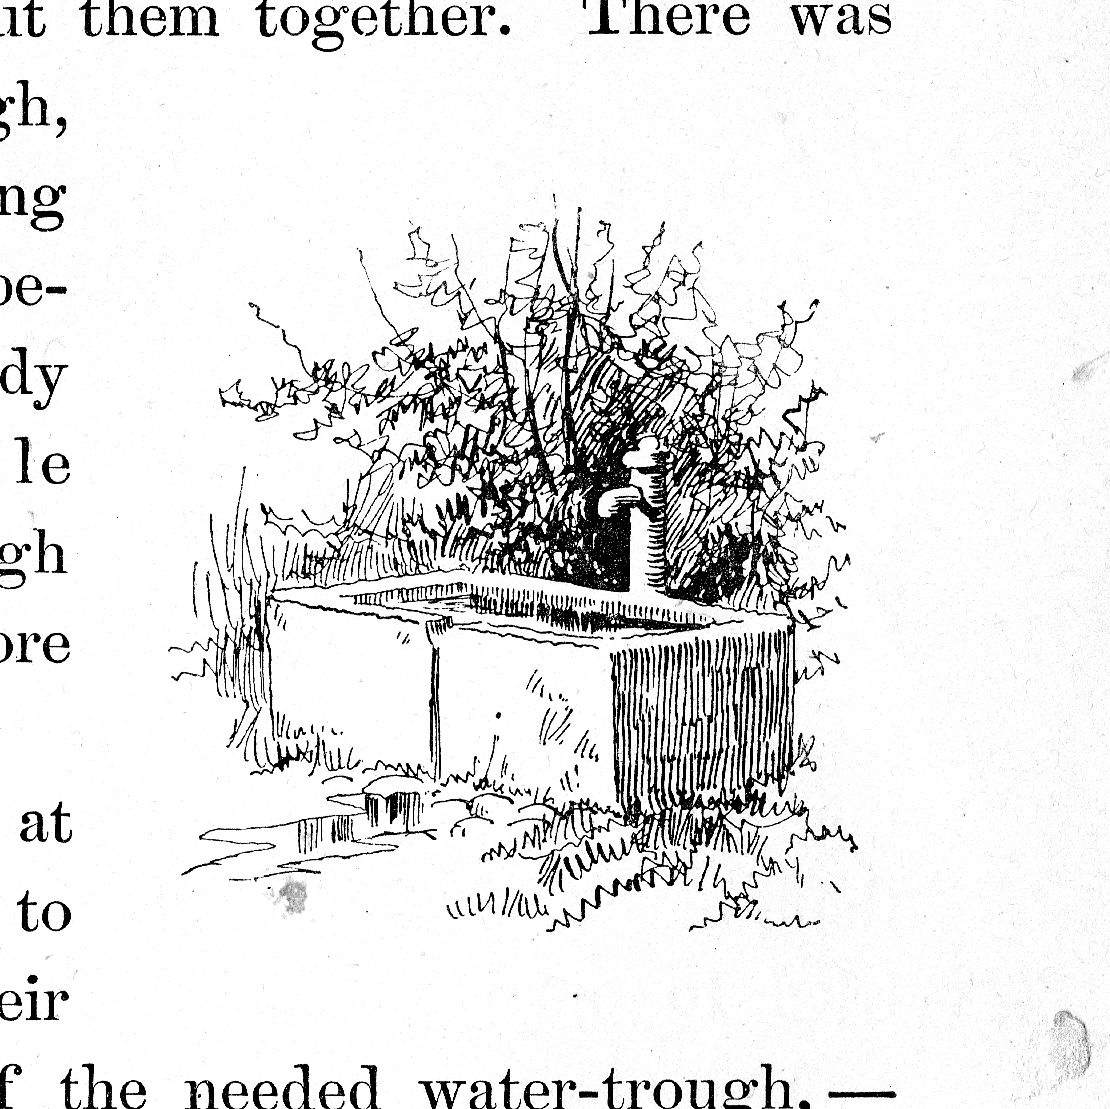 ut them together. There was
gh,
ng
be-
dy
le
gh
ore
at
to
eir
f the needed water-trough, —